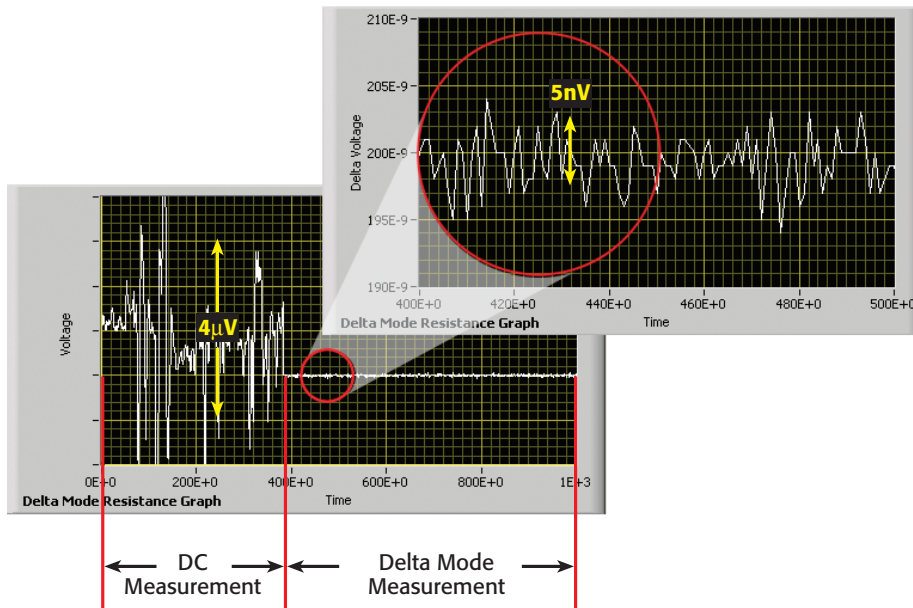 210E-9
205E-9
200E-9
195E-9
190E-9
Delta Voltage
5nV
400E+0 420E+0 440E+0 460E+0 480E+0 500E+0
Delta Mode Resistance Graph Time
Voltage
4μV
0E+0 200E+0 400E+0 600E+0 800E+0 1E+3
Delta Mode Resistance Graph Time
DC
Measurement
Delta Mode
Measurement